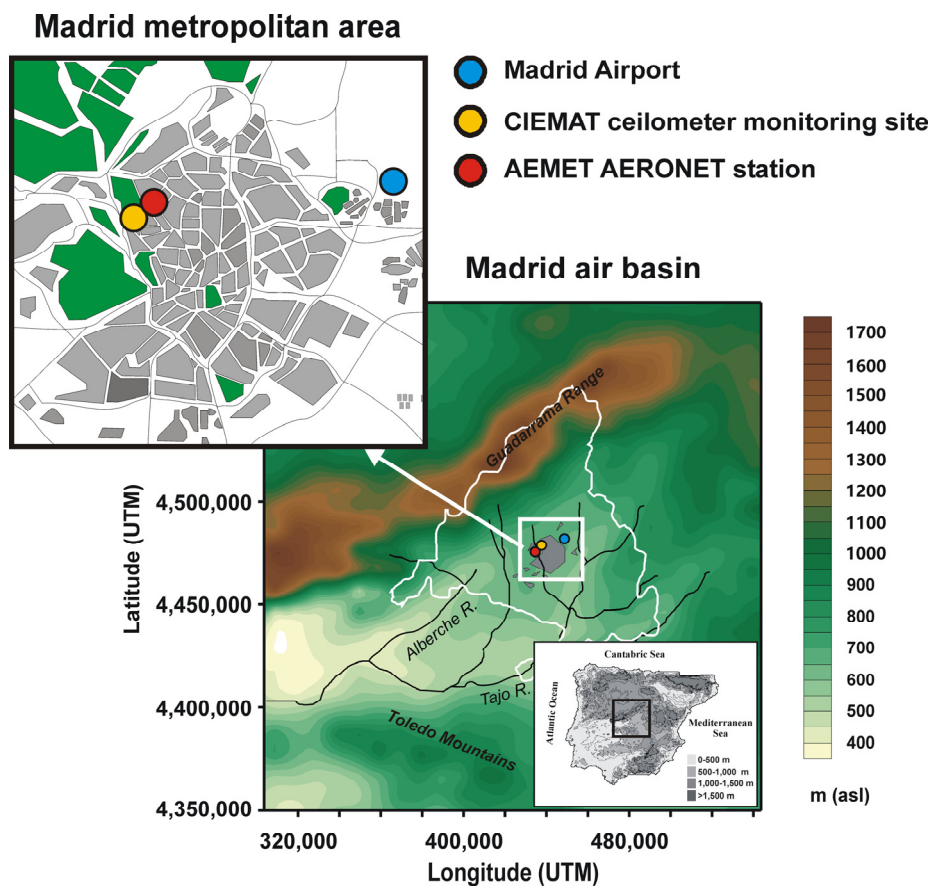 Madrid metropolitan area
Madrid Airport
CIEMAT ceilometer monitoring site
AEMET AERONET station
Madrid air basin
Guadarrama Range
Alberche R.
Tajo R.
Toledo Mountains
Latitude (UTM)
4,500,000
4,450,000
4,400,000
4,350,000
320,000
400,000
480,000
Longitude (UTM)
1700
1600
1500
1400
1300
1200
1100
1000
900
800
700
600
500
400
m (asl)
Cantabric Sea
Atlantic Ocean
Mediterranean
Sea
0-500 m
500-1,000 m
1,000-1,500 m
>1,500 m